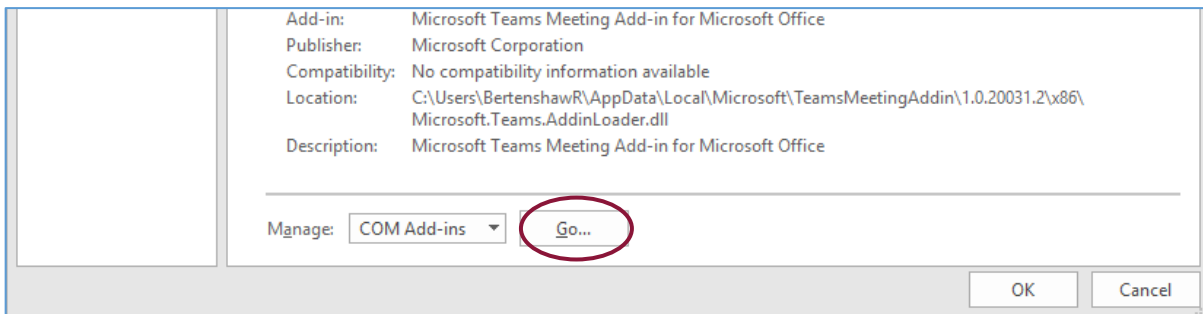 Add-in: Microsoft Teams Meeting Add-in for Microsoft Office
Publisher: Microsoft Corporation
Compatibility: No compatibility information available
Location: C:\Users\BertenshawR\AppData\Local\Microsoft\TeamsMeetingAddin\1.0.20031.2\x86\
Microsoft.Teams.AddinLoader.dll
Description: Microsoft Teams Meeting Add-in for Microsoft Office
Manage: COM Add-ins Go...
OK Cancel